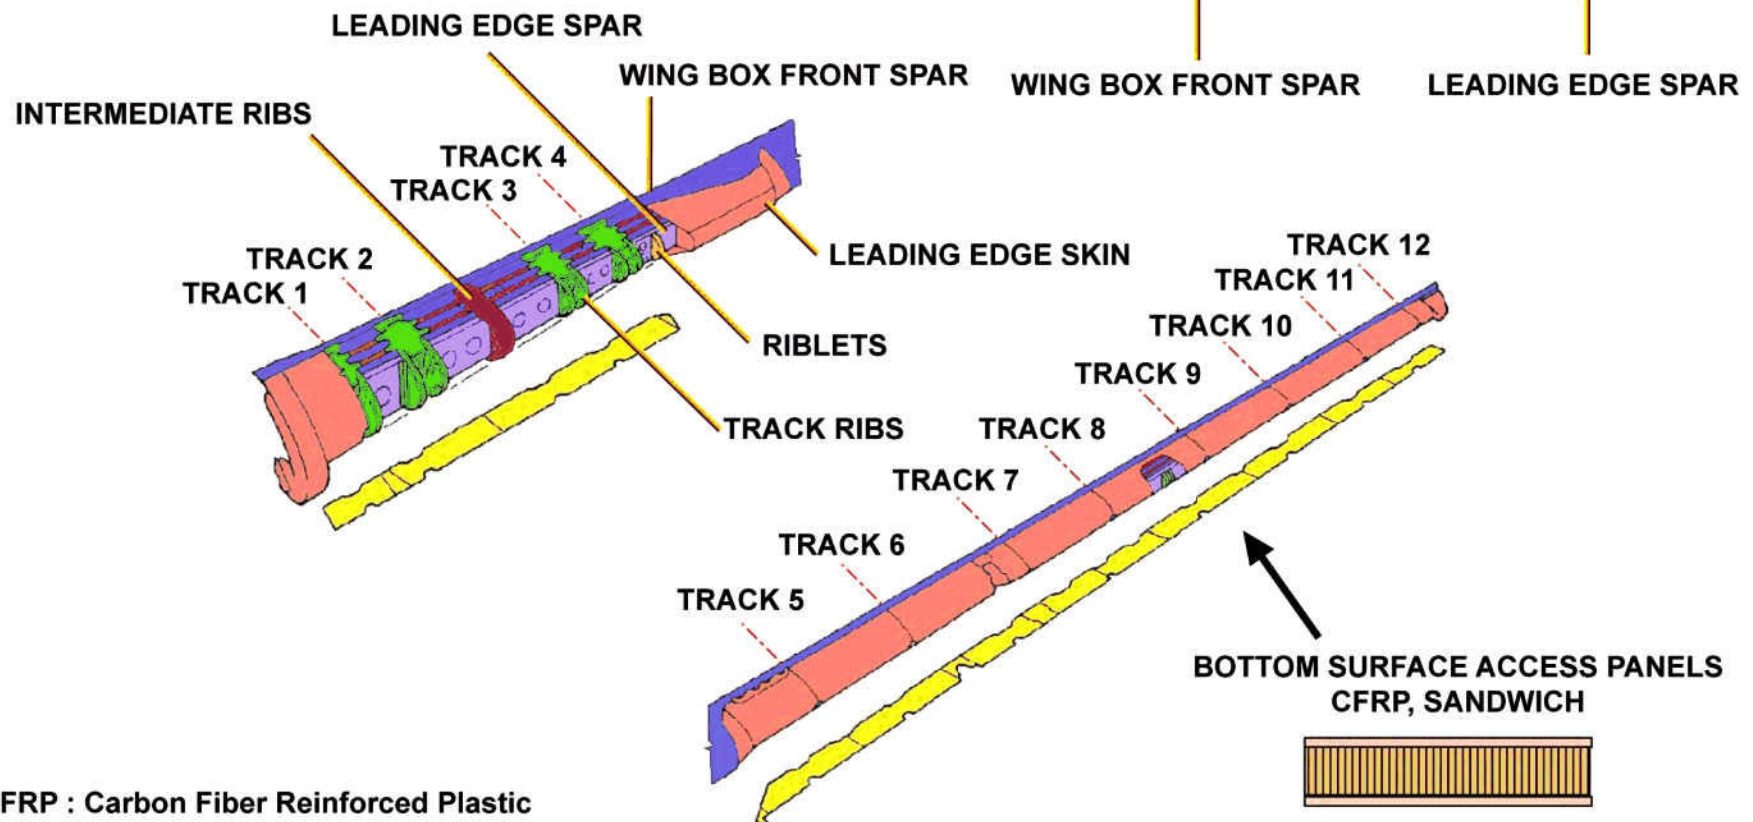 LEADING EDGE SPAR
WING BOX FRONT SPAR
WING BOX FRONT SPAR
LEADING EDGE SPAR
INTERMEDIATE RIBS
TRACK 4
TRACK 3
TRACK 2
TRACK 1
LEADING EDGE SKIN
RIBLETS
TRACK RIBS
TRACK 12
TRACK 11
TRACK 10
TRACK 9
TRACK 8
TRACK 7
TRACK 6
TRACK 5
BOTTOM SURFACE ACCESS PANELS
CFRP, SANDWICH
FRP : Carbon Fiber Reinforced Plastic